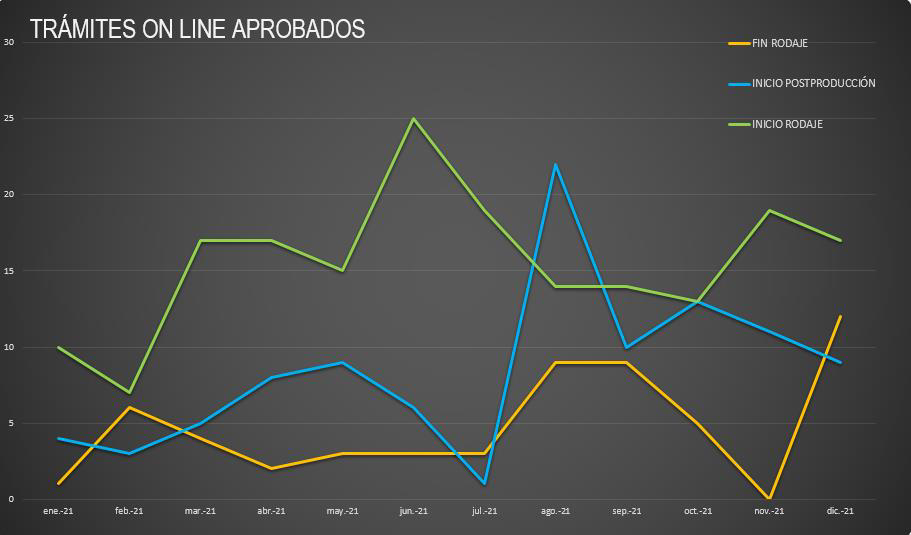 TRÁMITES ON LINE APROBADOS
30
FIN RODAJE
INICIO POSTPRODUCCIÓN
25
INICIO RODAJE
20
15
10
5
0
ene.-21 feb.-21 mar.-21 abr.-21 may.-21 jun.-21 jul.-21 ago.-21 sep.-21 oct.-21 nov.-21 dic.-21